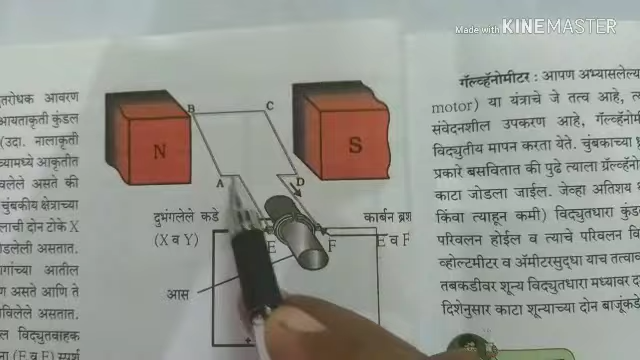 Made with KINEMASTER
तरोधक आवरण
आयताकृती कुंडल
(उदा. नालाकृती
च्यामध्ये आकृतीत
वलेले असते की
चुंबकीय क्षेत्राच्या
लाची दोन टोके X
डलेली असतात.
गांच्या आतील
ण असते आणि ते
विलेले असतात.
ल विद्युतवाहक
ना (E व F) स्पर्श
N
S
B
C
A
D
दुभंगलेले कडे
(X व Y)
कार्बन ब्रश
E व F
E
F
आस
गॅल्व्हॅनोमीटर : आपण अभ्यासलेल्या
motor) या यंत्राचे जे तत्व आहे, त्या
संवेदनशील उपकरण आहे, गॅल्व्हॅनोमी
विद्युतीय मापन करता येते. चुंबकाच्या ध्रु
प्रकारे बसवितात की पुढे त्याला गॅल्व्हॅनो
काटा जोडला जाईल. जेव्हा अतिशय
किंवा त्याहून कमी) विद्युतधारा कुंडल
परिवलन होईल व त्याचे परिवलन वि
व्होल्टमीटर व ॲमीटरसुद्धा याच तत्वाव
तबकडीवर शून्य विद्युतधारा मध्यावर द
दिशेनुसार काटा शून्याच्या दोन बाजूंकड